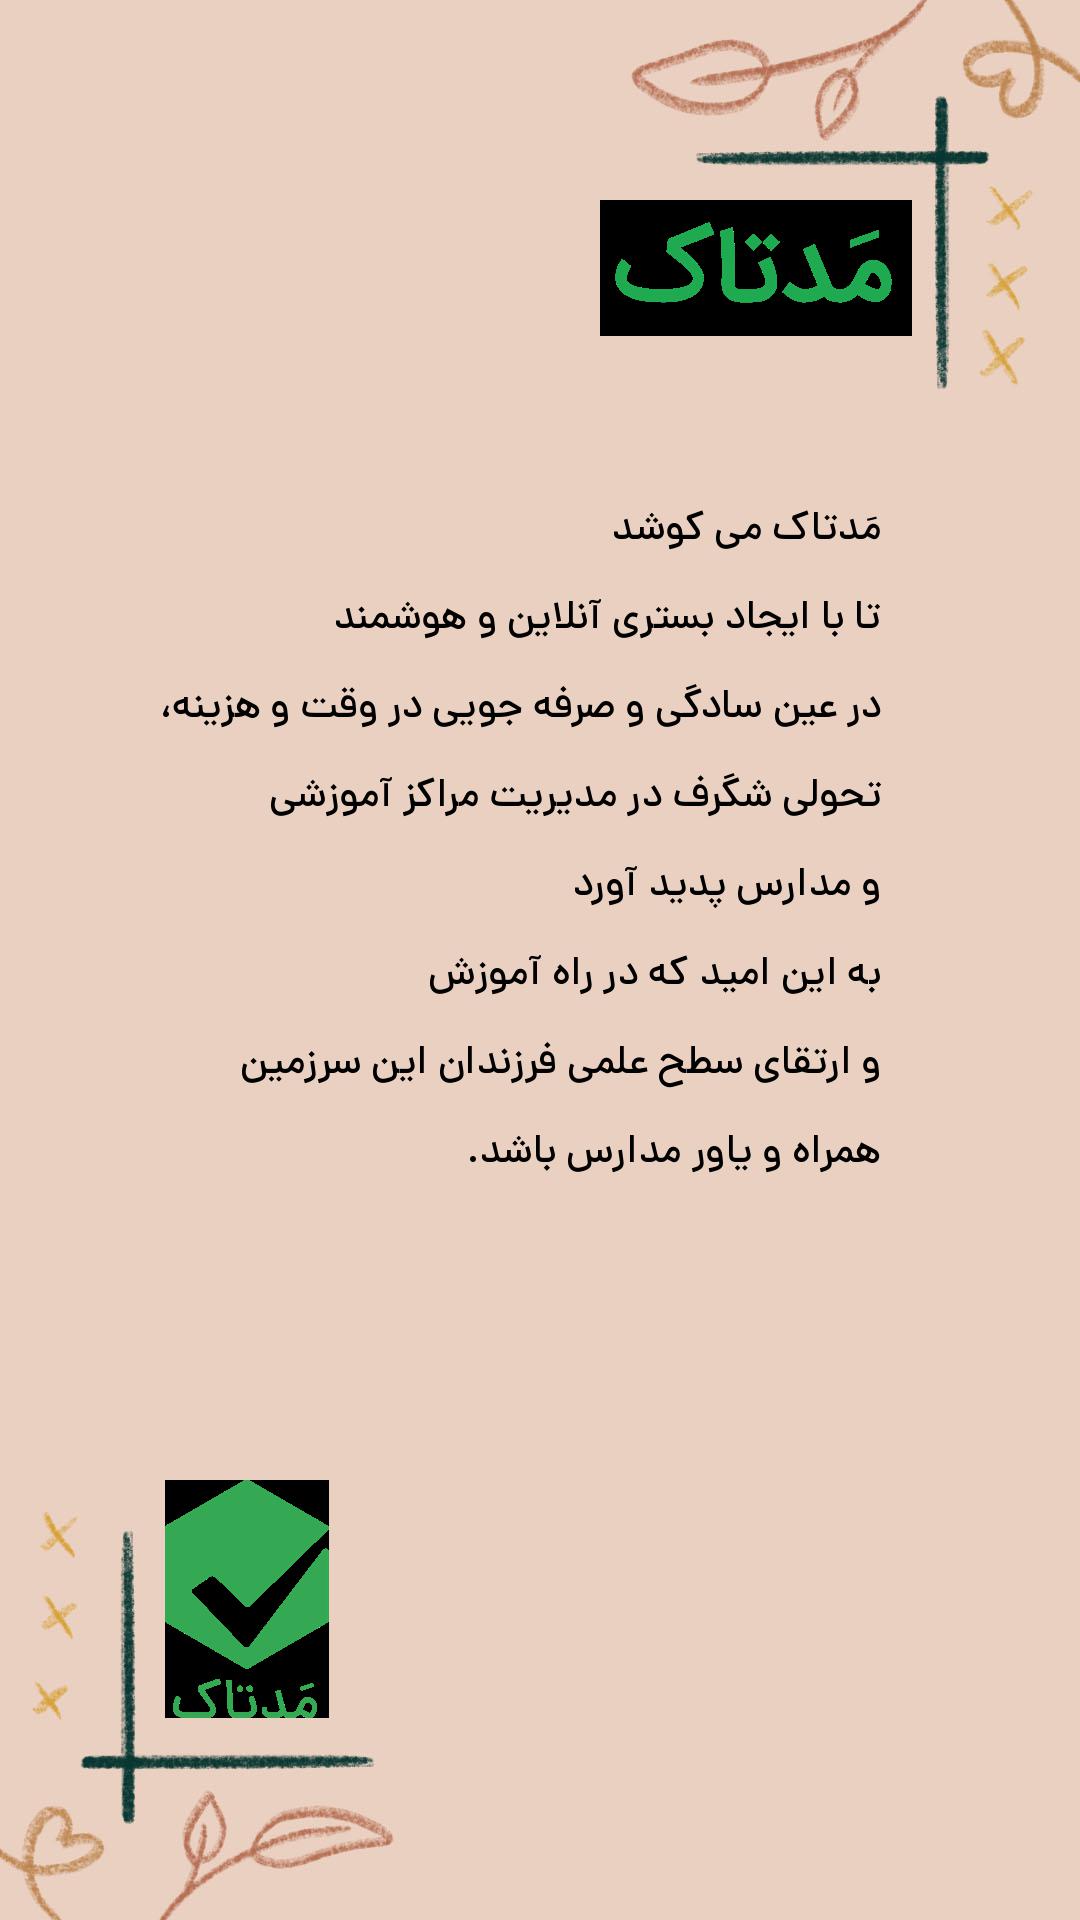 مَدتاک
مَدتاک می کوشد
تا با ایجاد بستری آنلاین و هوشمند
در عین سادگی و صرفه جویی در وقت و هزینه،
تحولی شگرف در مدیریت مراکز آموزشی
و مدارس پدید آورد
به این امید که در راه آموزش
و ارتقای سطح علمی فرزندان این سرزمین
همراه و یاور مدارس باشد.
مَدتاک